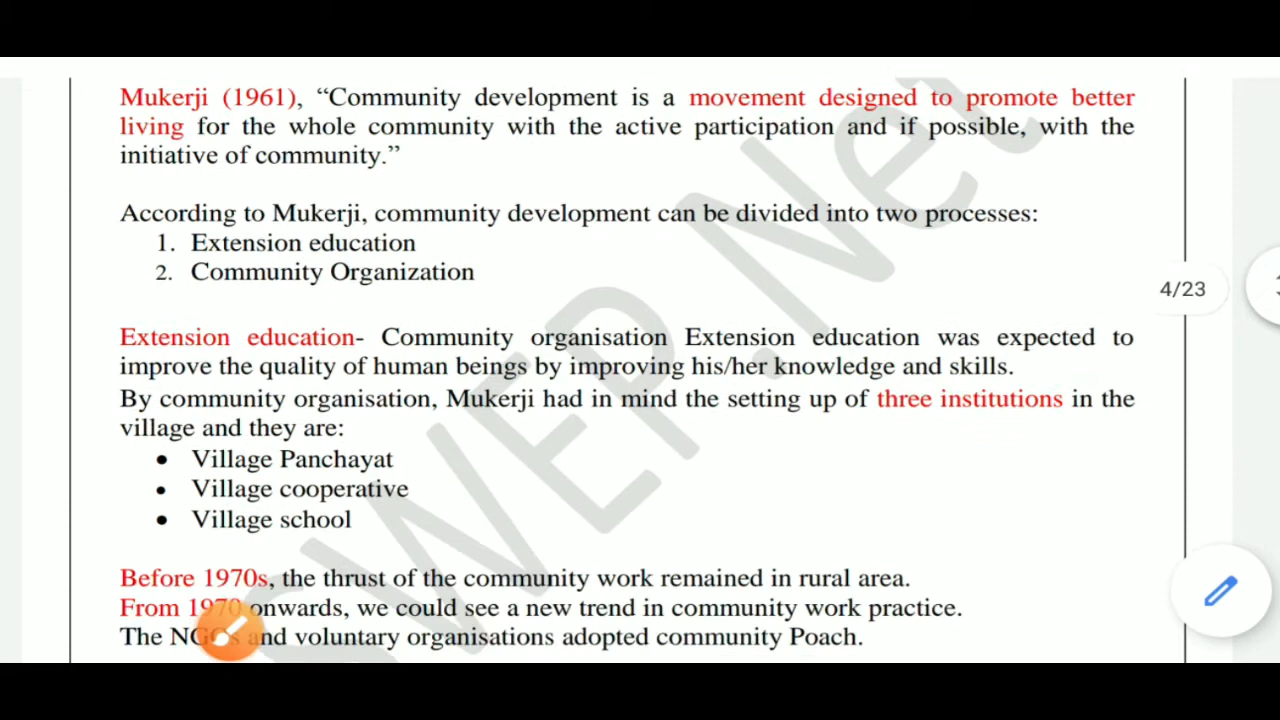 Mukerji (1961), “Community development is a movement designed to promote better
living for the whole community with the active participation and if possible, with the
initiative of community.”
According to Mukerji, community development can be divided into two processes:
1. Extension education
2. Community Organization
4/23
Extension education- Community organisation Extension education was expected to
improve the quality of human beings by improving his/her knowledge and skills.
By community organisation, Mukerji had in mind the setting up of three institutions in the
village and they are:
• Village Panchayat
• Village cooperative
• Village school
Before 1970s, the thrust of the community work remained in rural area.
From 1970 onwards, we could see a new trend in community work practice.
The NGOs and voluntary organisations adopted community Poach.
SWEP.Net